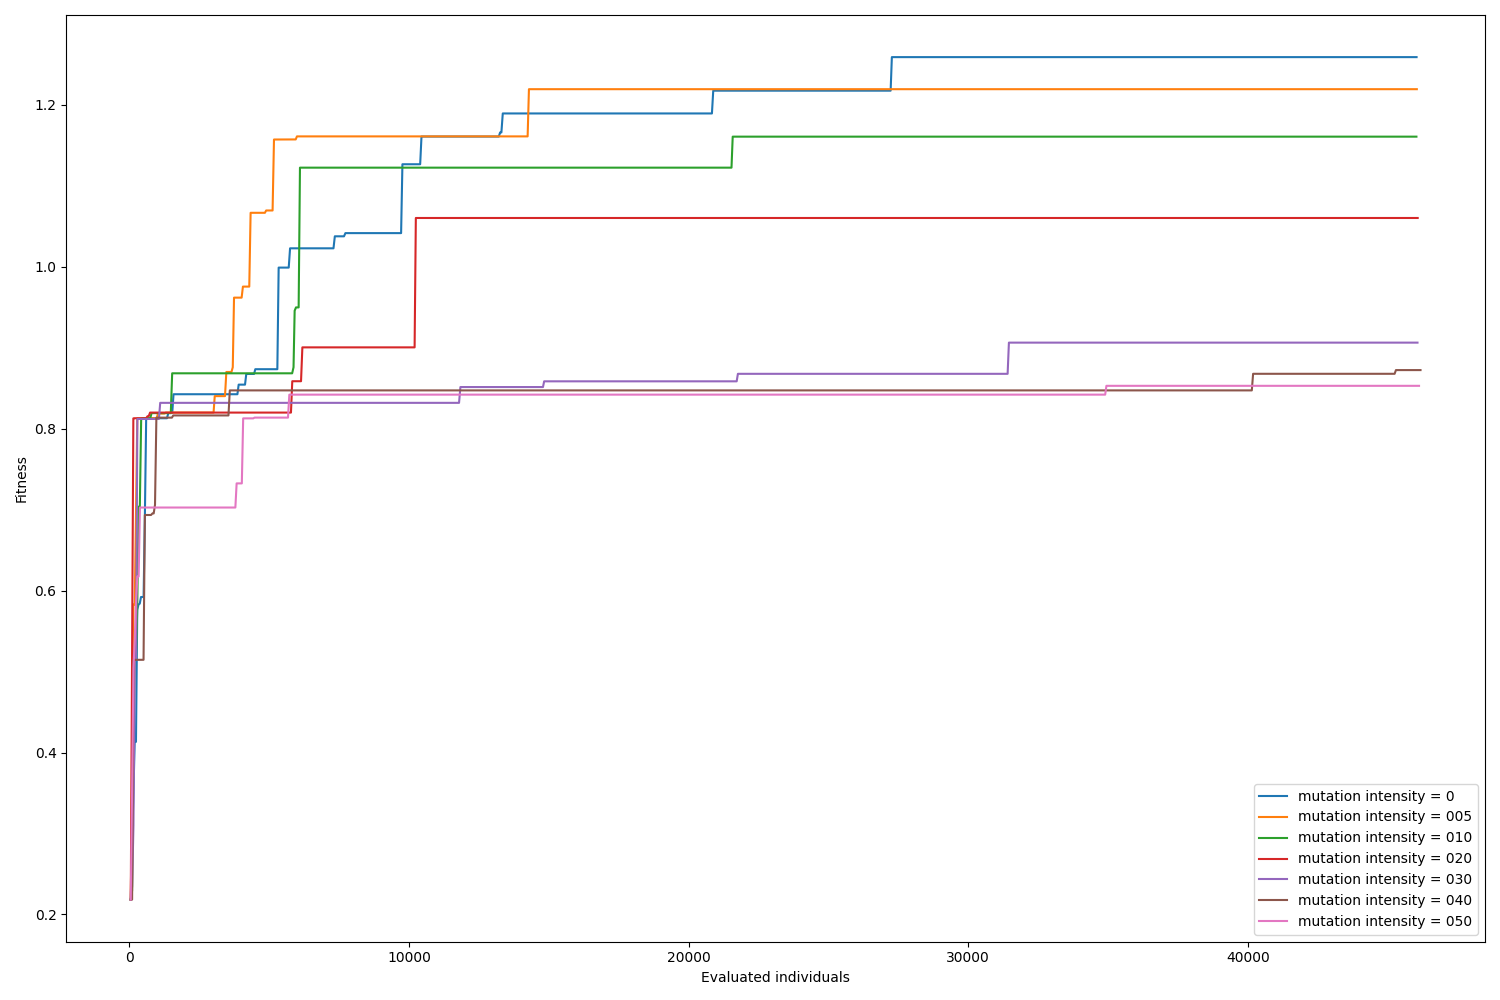 Fitness
1.2
1.0
0.8
0.6
0.4
0.2
0
10000
20000
30000
40000
Evaluated individuals
mutation intensity = 0
mutation intensity = 005
mutation intensity = 010
mutation intensity = 020
mutation intensity = 030
mutation intensity = 040
mutation intensity = 050